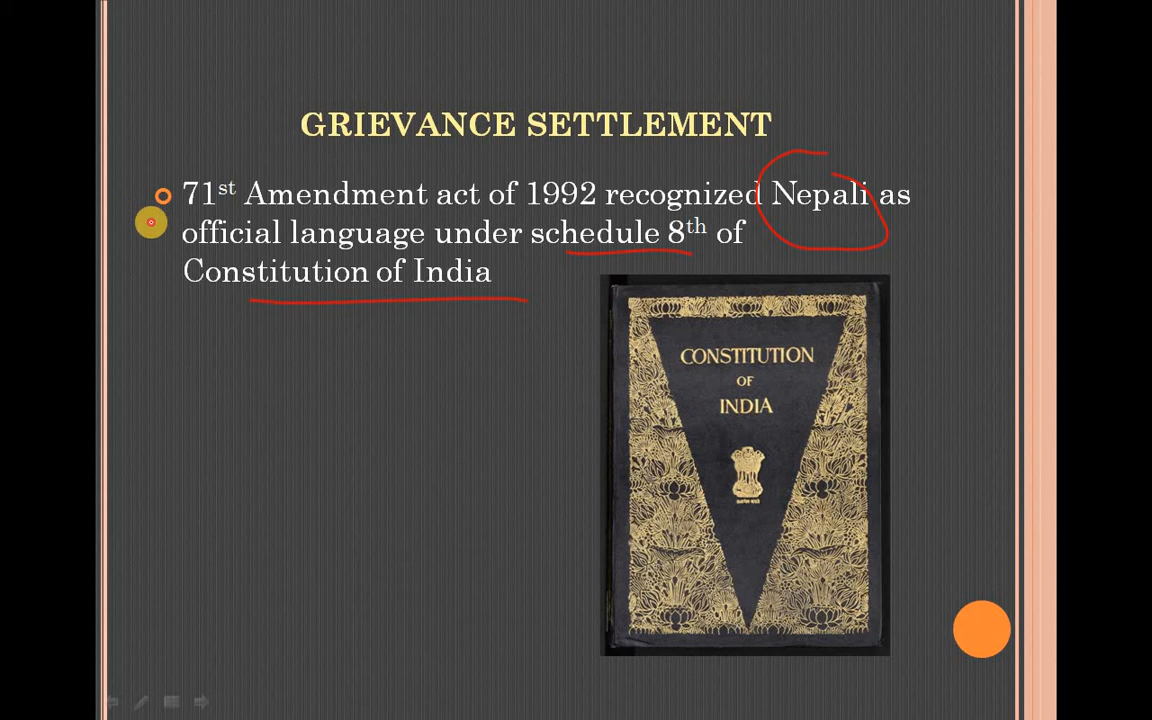 GRIEVANCE SETTLEMENT
71st Amendment act of 1992 recognized Nepali as
official language under schedule 8th of
Constitution of India
CONSTITUTION
OF
INDIA